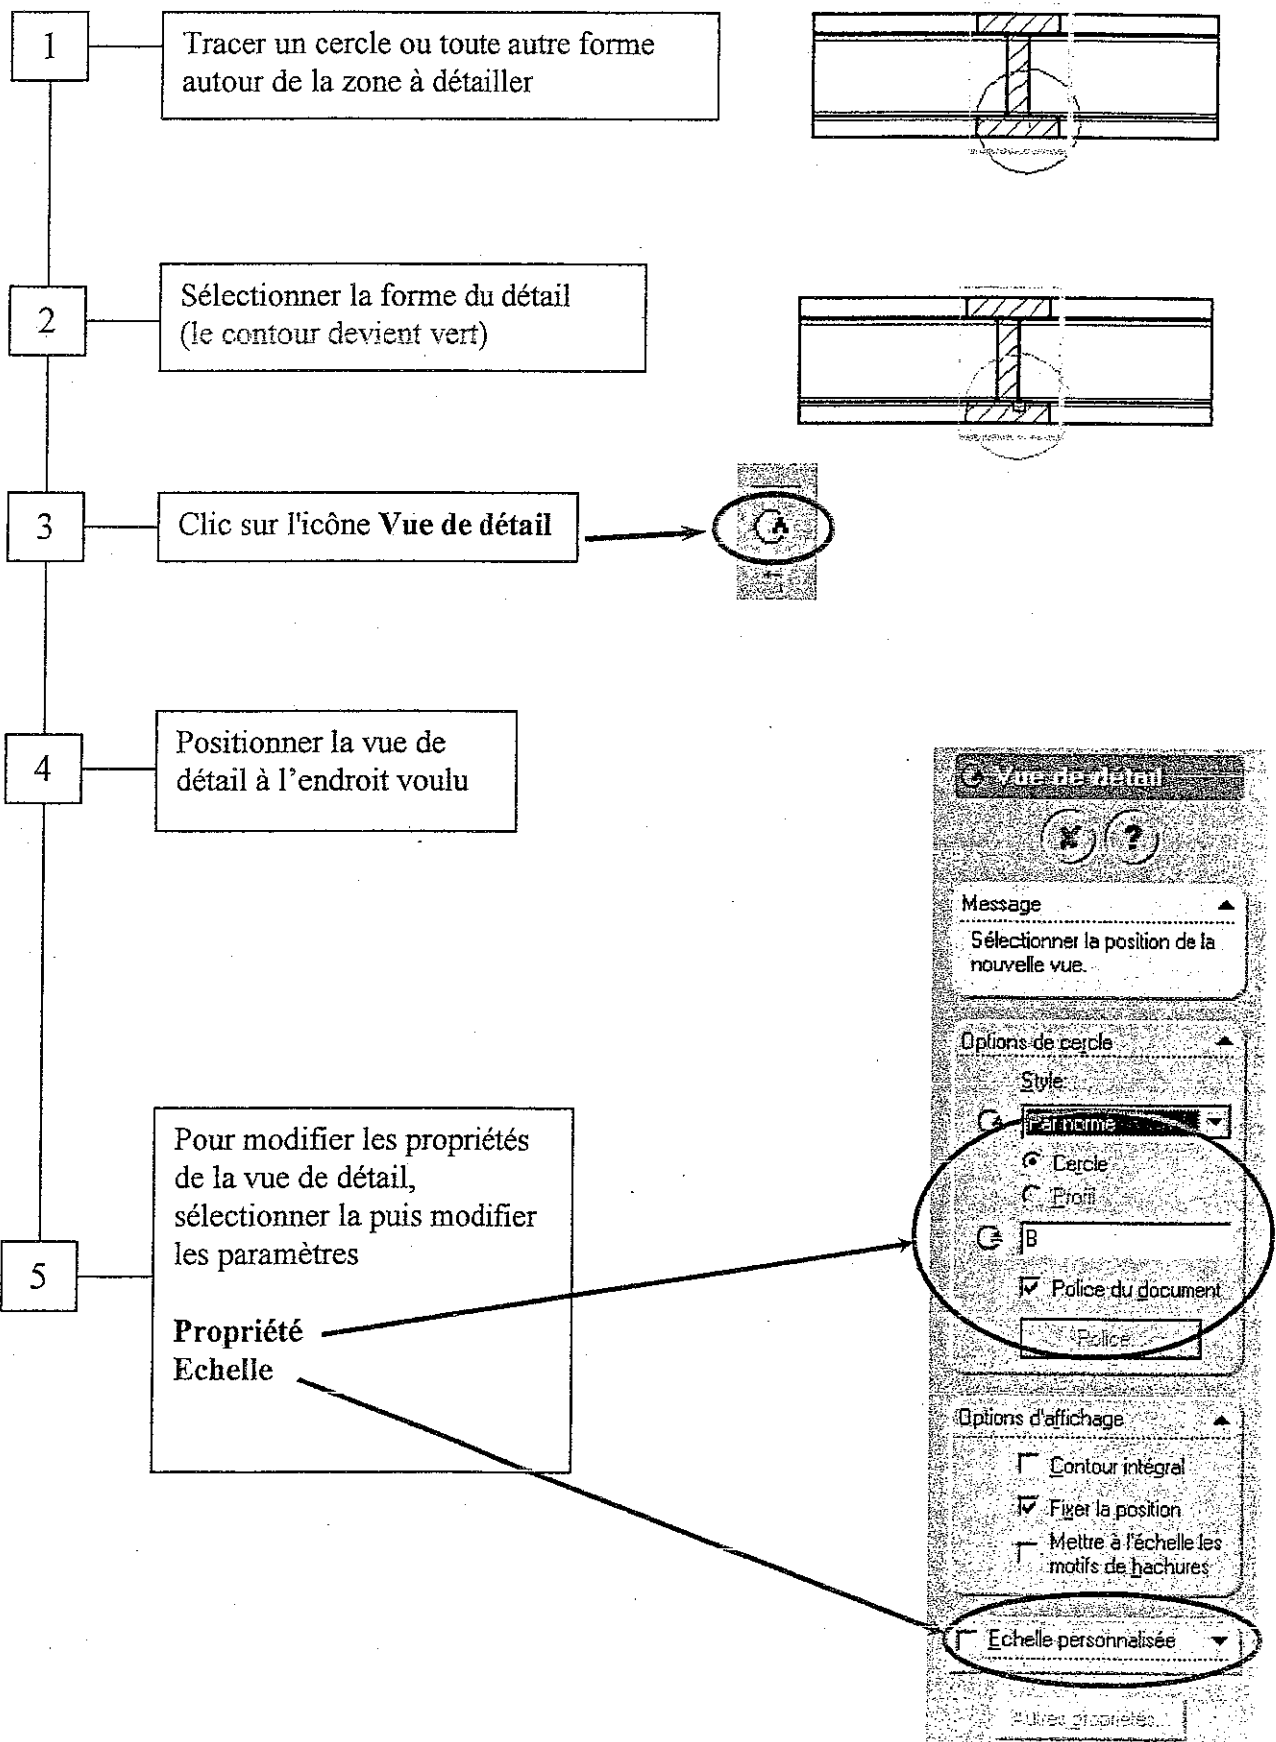 1
Tracer un cercle ou toute autre forme
autour de la zone à détailler
2
Sélectionner la forme du détail
(le contour devient vert)
3
Clic sur l'icône Vue de détail
A
4
Positionner la vue de
détail à l'endroit voulu
5
Pour modifier les propriétés
de la vue de détail,
sélectionner la puis modifier
les paramètres
Propriété
Echelle
Vue de détail
X ?
Message
Sélectionner la position de la
nouvelle vue.
Options de cercle
Style:
Par norme
Cercle
Profil
B
Police du document
Police
Options d'affichage
Contour intégral
Fixer la position
Mettre à l'échelle les
motifs de hachures
Echelle personnalisée
Autres propriétés...